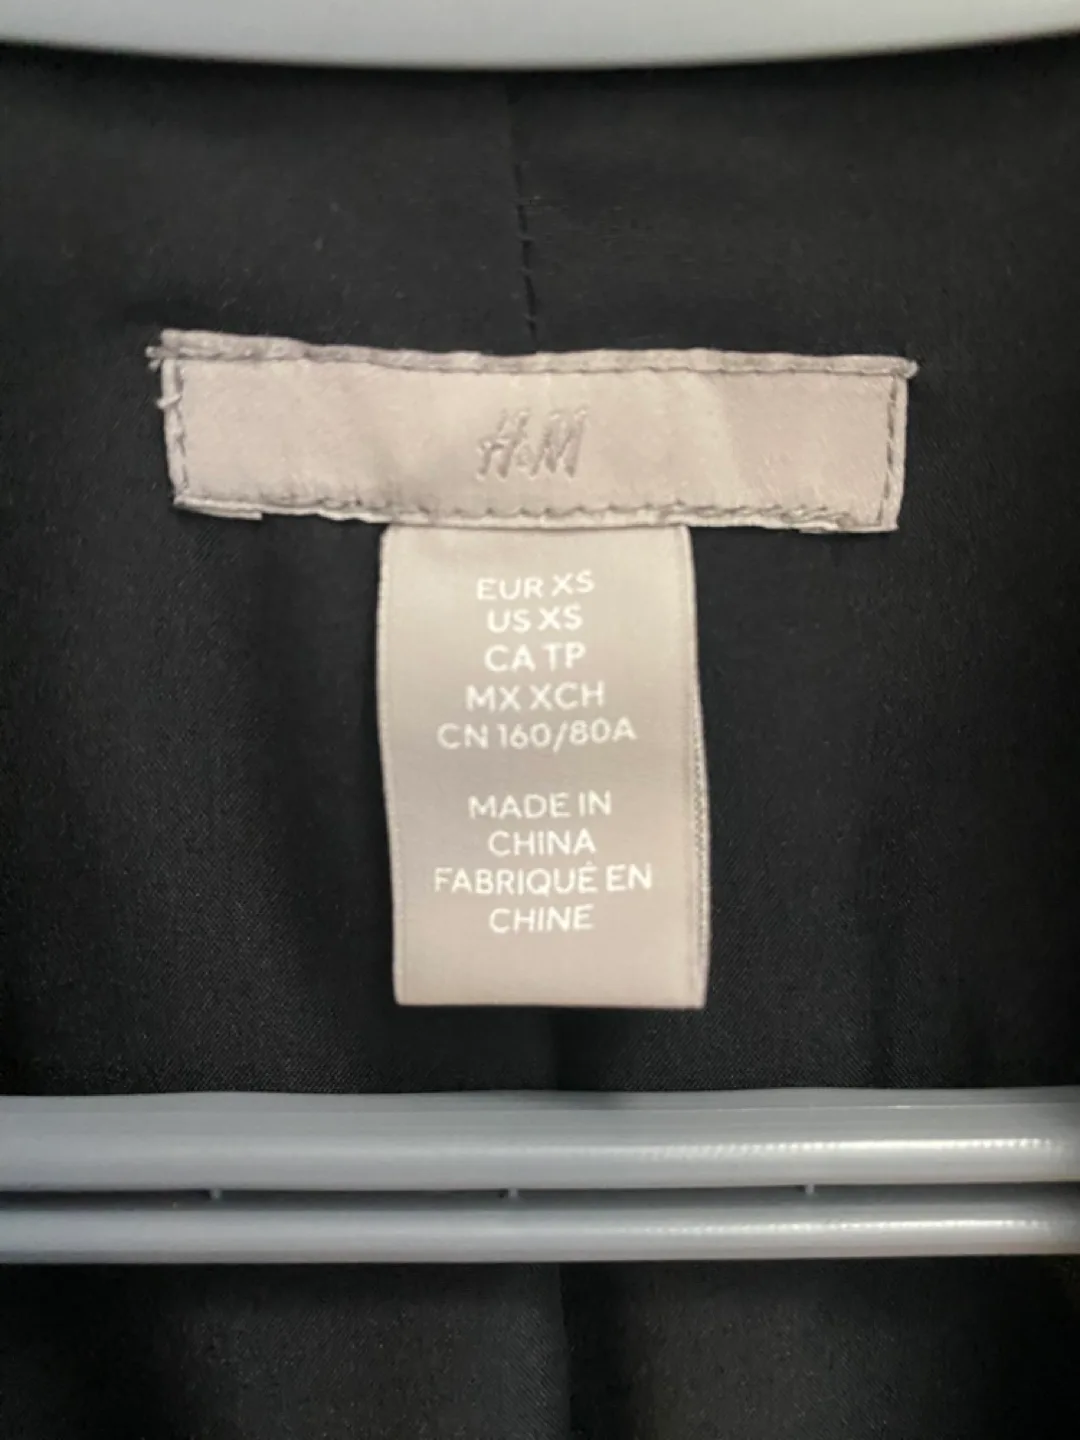 H&M
EUR XS
US XS
CA TP
MX XCH
CN 160/80A
MADE IN
CHINA
FABRIQUÉ EN
CHINE